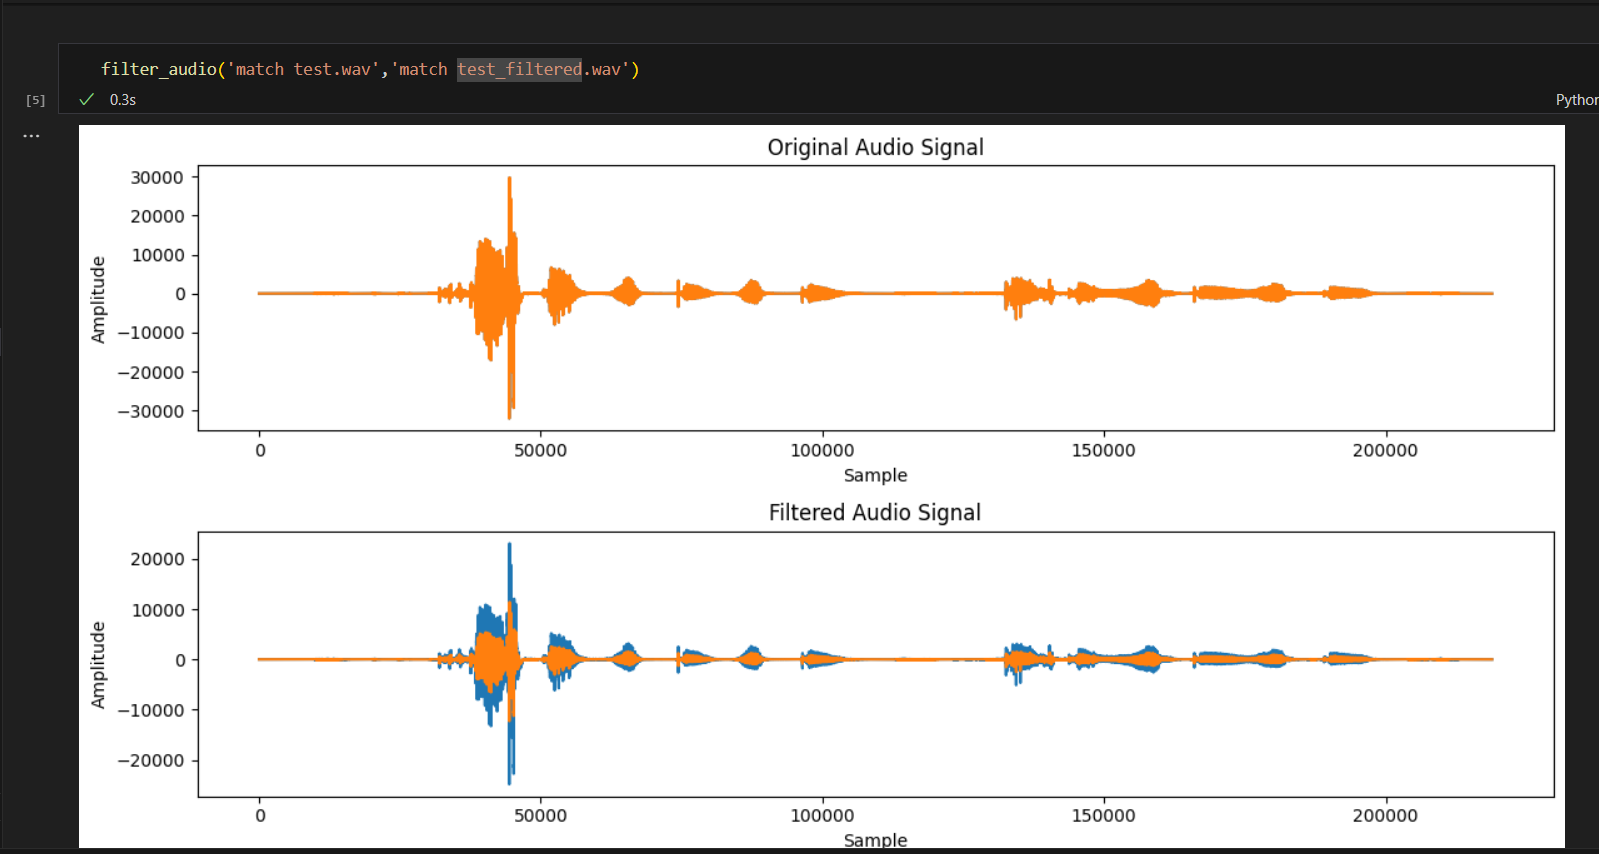 filter_audio('match test.wav','match test_filtered.wav')
[5] 0.3s
Python
...
Original Audio Signal
30000
20000
10000
0
−10000
−20000
−30000
Amplitude
0 50000 100000 150000 200000
Sample
Filtered Audio Signal
20000
10000
0
−10000
−20000
Amplitude
0 50000 100000 150000 200000
Sample